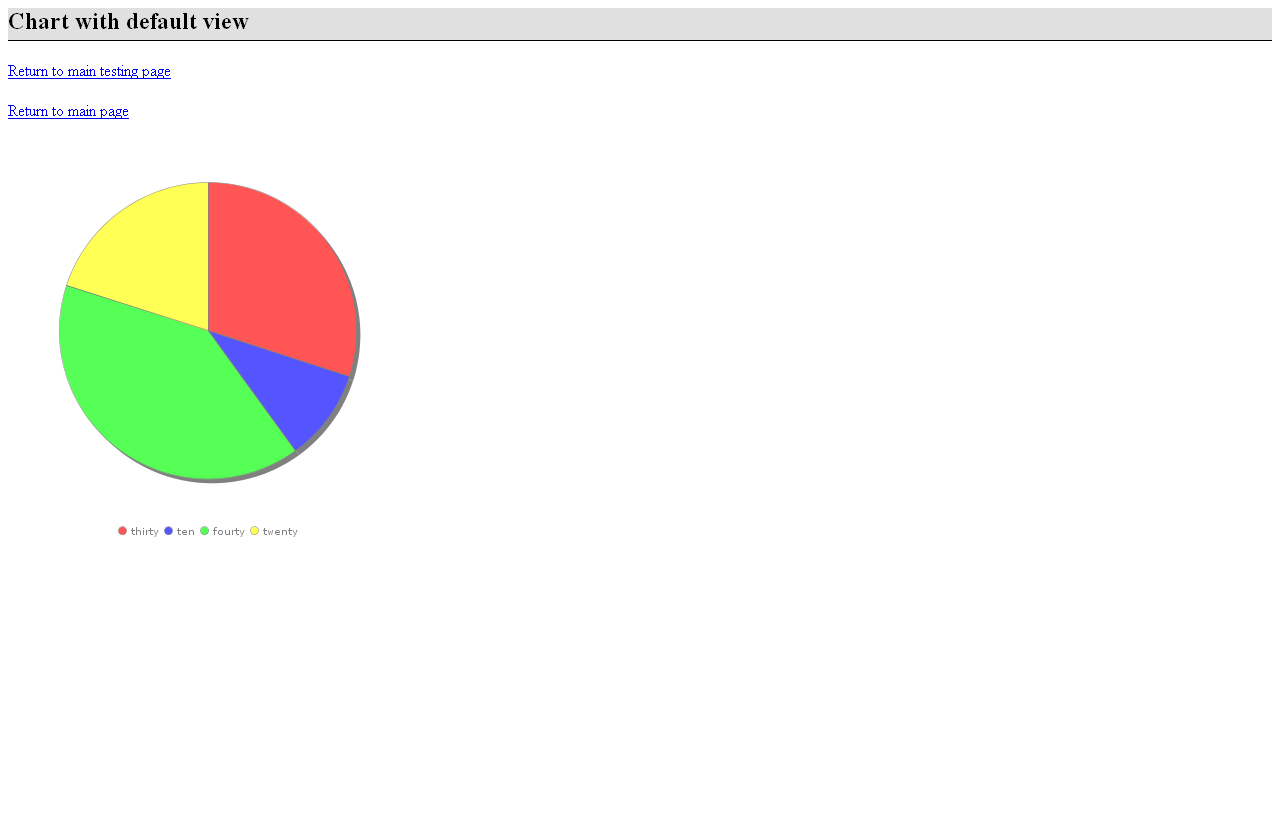 Chart with default view
Return to main testing page
Return to main page
thirty ten fourty twenty